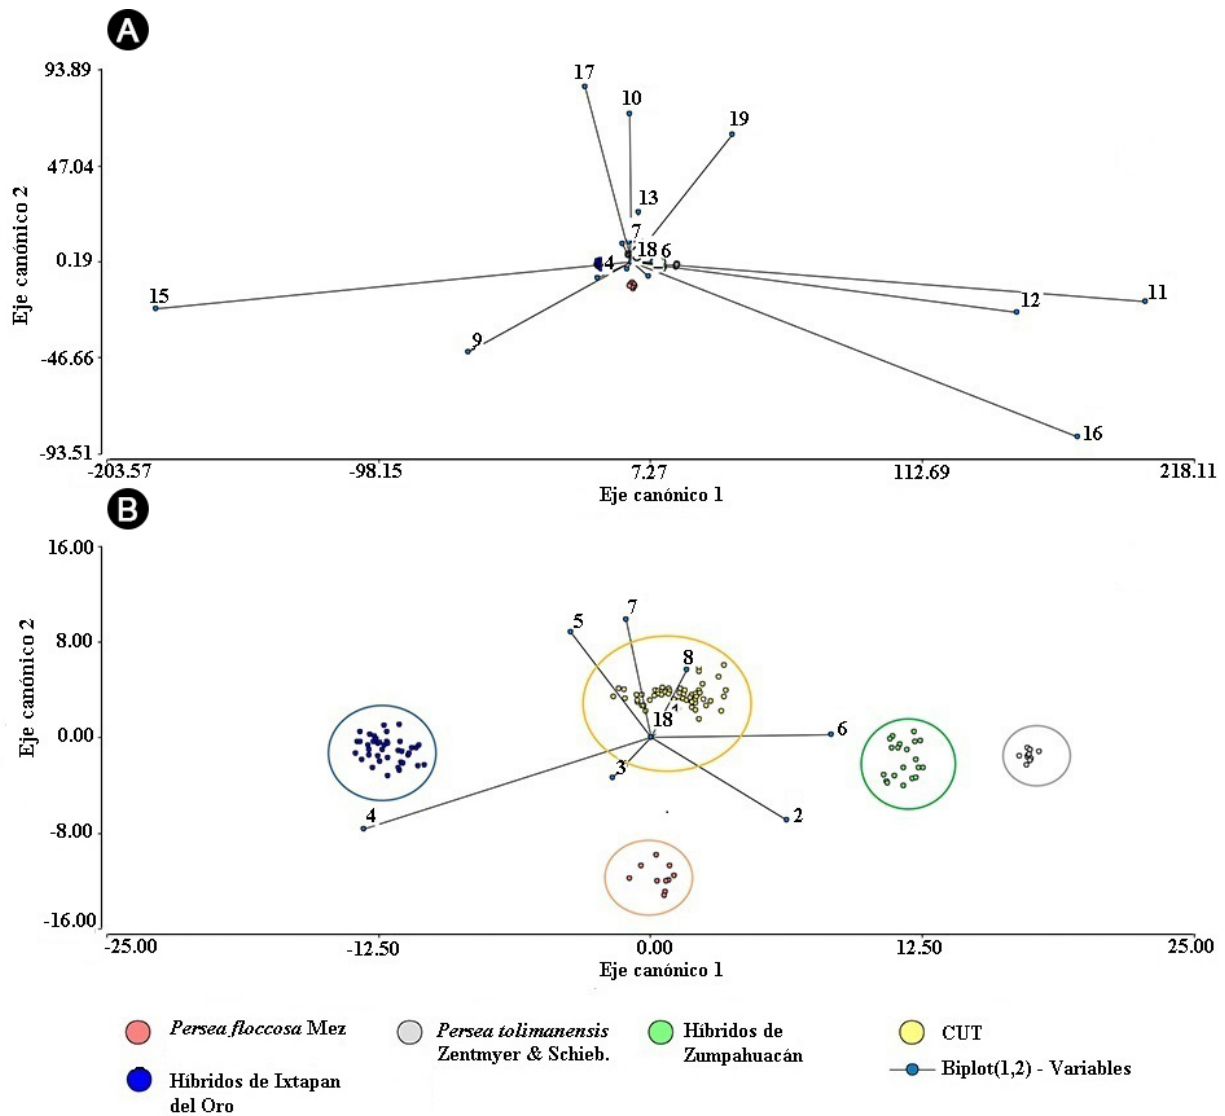 A
93.89
47.04
0.19
-46.66
-93.51
Eje canónico 2
17
10
19
13
7
18
6
4
15
9
12
11
16
-203.57
-98.15
7.27
112.69
218.11
Eje canónico 1
B
16.00
8.00
0.00
-8.00
-16.00
Eje canónico 2
7
5
8
18
6
3
4
2
-25.00
-12.50
0.00
12.50
25.00
Eje canónico 1
Persea floccosa Mez
Persea tolimanensis
Zentmyer & Schieb.
Híbridos de
Zumpahuacán
CUT
Híbridos de Ixtapan
del Oro
Biplot(1,2) - Variables